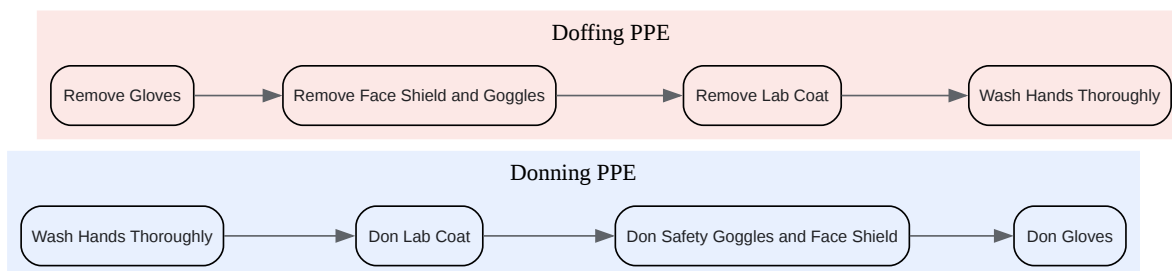 Doffing PPE
Remove Gloves
Remove Face Shield and Goggles
Remove Lab Coat
Wash Hands Thoroughly
Donning PPE
Wash Hands Thoroughly
Don Lab Coat
Don Safety Goggles and Face Shield
Don Gloves